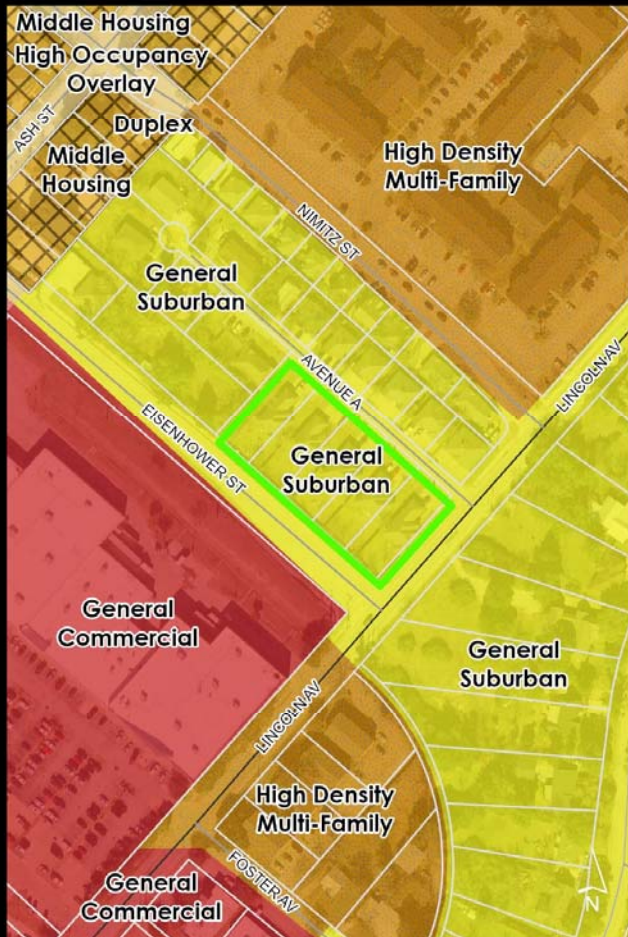 Middle Housing
High Occupancy
Overlay
ASH ST
Duplex
Middle
Housing
High Density
Multi-Family
NIMITZ ST
General
Suburban
AVENUE A
LINCOLN AV
EISENHOWER ST
General
Suburban
General
Commercial
General
Suburban
LINCOLN AV
High Density
Multi-Family
FOSTER AV
General
Commercial
N